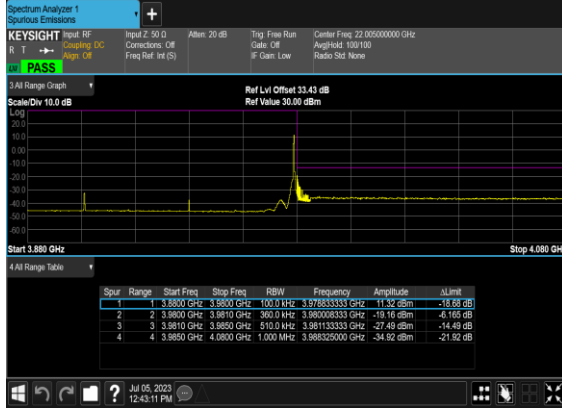 Spectrum Analyzer 1
Spurious Emissions
+
KEYSIGHT Input: RF Input Z: 50 Ω Atten: 20 dB Trig: Free Run Center Freq: 22.005000000 GHz
R T Coupling: DC Corrections: Off Gate: Off Avg|Hold: 100/100
Align: Off Freq Ref: Int (S) IF Gain: Low Radio Std: None
PASS
3 All Range Graph
Ref Lvl Offset 33.43 dB
Scale/Div 10.0 dB Ref Value 30.00 dBm
Log
20.0
10.0
0.00
-10.0
-20.0
-30.0
-40.0
-50.0
-60.0
Start 3.880 GHz Stop 4.080 GH
4 All Range Table
Spur Range Start Freq Stop Freq RBW Frequency Amplitude ΔLimit
1 1 3.8800 GHz 3.9800 GHz 100.0 kHz 3.978833333 GHz 11.32 dBm -18.68 dB
2 2 3.9800 GHz 3.9810 GHz 360.0 kHz 3.980008333 GHz -19.16 dBm -6.165 dB
3 3 3.9810 GHz 3.9850 GHz 510.0 kHz 3.981133333 GHz -27.49 dBm -14.49 dB
4 4 3.9850 GHz 4.0800 GHz 1.000 MHz 3.988325000 GHz -34.92 dBm -21.92 dB
? Jul 05, 2023
12:43:11 PM